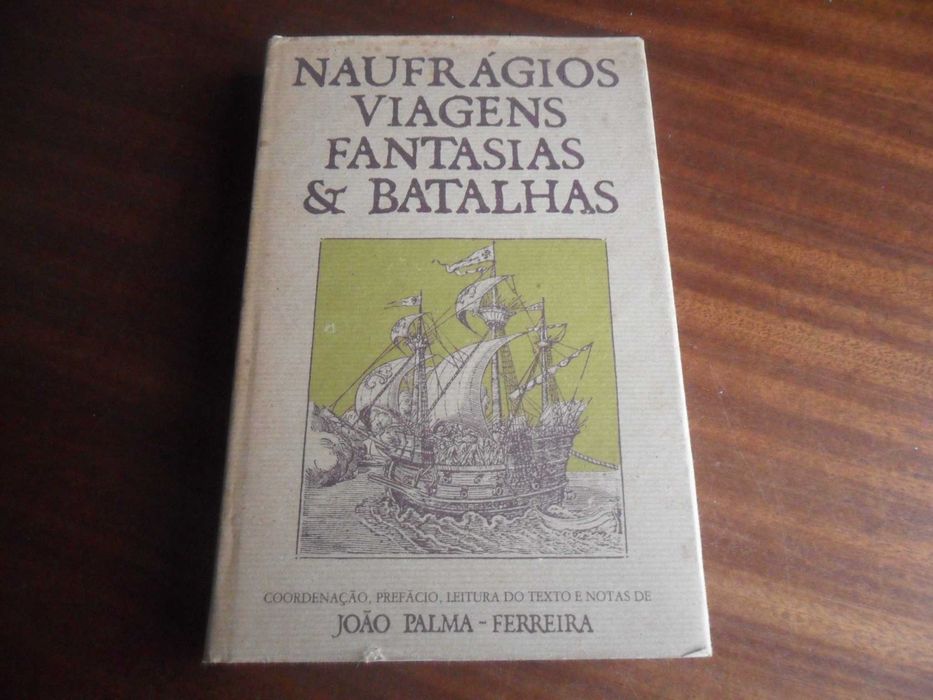 NAUFRÁGIOS
VIAGENS
FANTASIAS
& BATALHAS
COORDENAÇÃO, PREFÁCIO, LEITURA DO TEXTO E NOTAS DE
JOÃO PALMA-FERREIRA